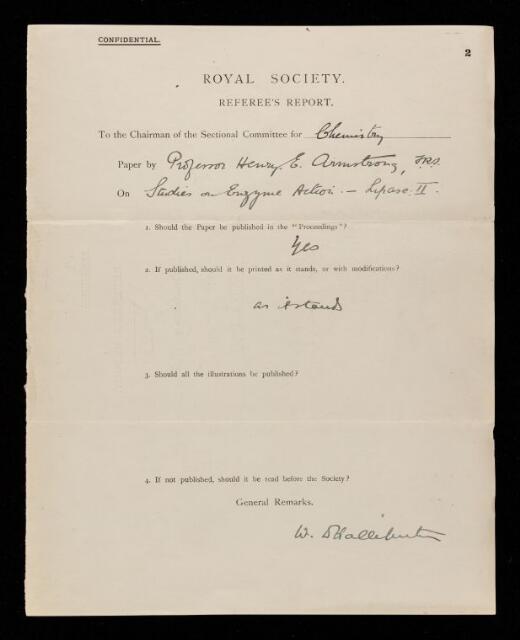 CONFIDENTIAL.
2
ROYAL SOCIETY.
REFEREE'S REPORT.
To the Chairman of the Sectional Committee for Chemistry
Paper by Professor Henry E. Armstrong, F.R.S.
On Studies on Enzyme Action. – Lipase. II.
1. Should the Paper be published in the "Proceedings"?
Yes
2. If published, should it be printed as it stands, or with modifications?
as it stands
3. Should all the illustrations be published?
4. If not published, should it be read before the Society?
General Remarks.
W. D Halliburton